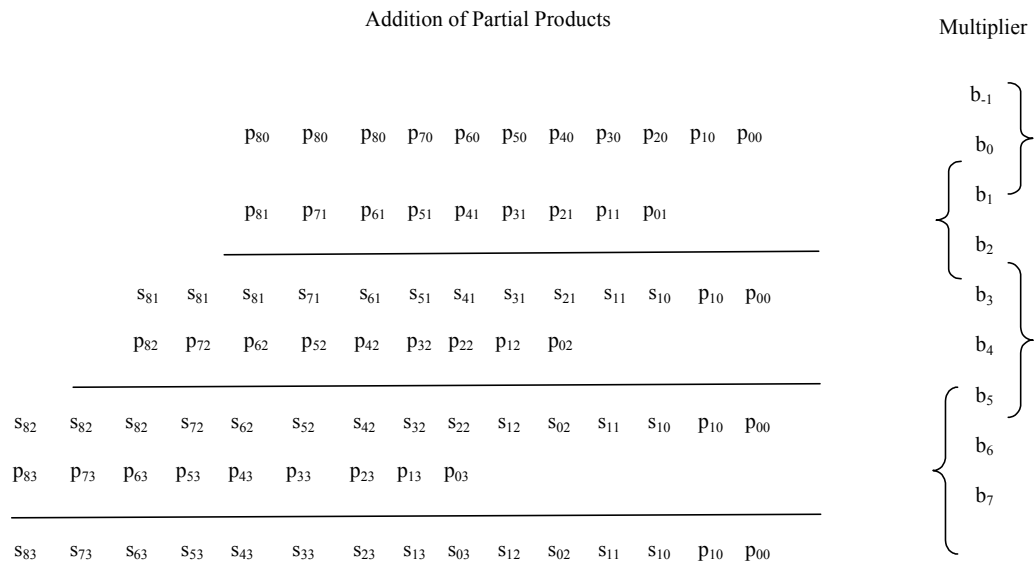 Addition of Partial Products
Multiplier
b₋₁
p₈₀ p₈₀ p₈₀ p₇₀ p₆₀ p₅₀ p₄₀ p₃₀ p₂₀ p₁₀ p₀₀
b₀
b₁
p₈₁ p₇₁ p₆₁ p₅₁ p₄₁ p₃₁ p₂₁ p₁₁ p₀₁
b₂
s₈₁ s₈₁ s₈₁ s₇₁ s₆₁ s₅₁ s₄₁ s₃₁ s₂₁ s₁₁ s₁₀ p₁₀ p₀₀
b₃
p₈₂ p₇₂ p₆₂ p₅₂ p₄₂ p₃₂ p₂₂ p₁₂ p₀₂
b₄
b₅
s₈₂ s₈₂ s₈₂ s₇₂ s₆₂ s₅₂ s₄₂ s₃₂ s₂₂ s₁₂ s₀₂ s₁₁ s₁₀ p₁₀ p₀₀
b₆
p₈₃ p₇₃ p₆₃ p₅₃ p₄₃ p₃₃ p₂₃ p₁₃ p₀₃
b₇
s₈₃ s₇₃ s₆₃ s₅₃ s₄₃ s₃₃ s₂₃ s₁₃ s₀₃ s₁₂ s₀₂ s₁₁ s₁₀ p₁₀ p₀₀